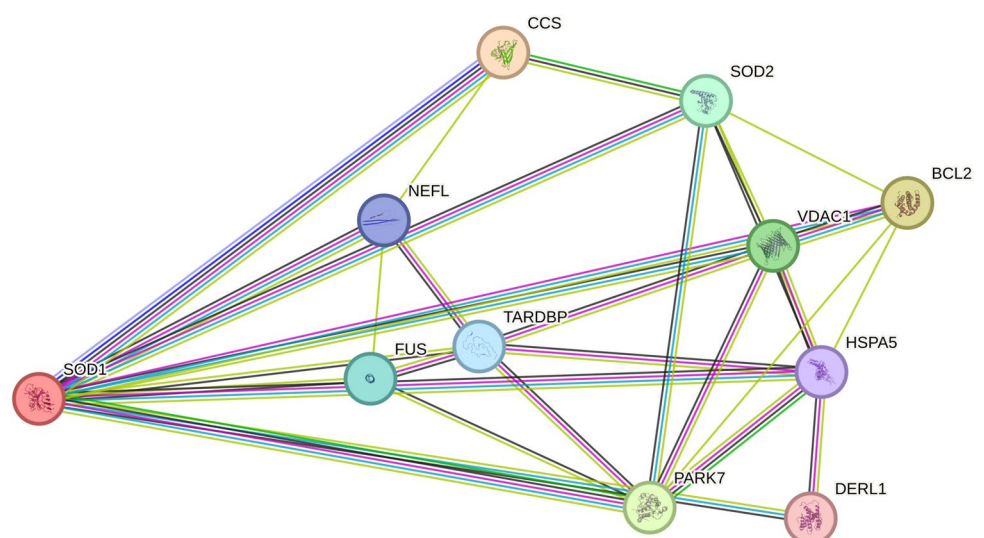 CCS
SOD2
BCL2
NEFL
VDAC1
TARDBP
HSPA5
FUS
SOD1
PARK7
DERL1